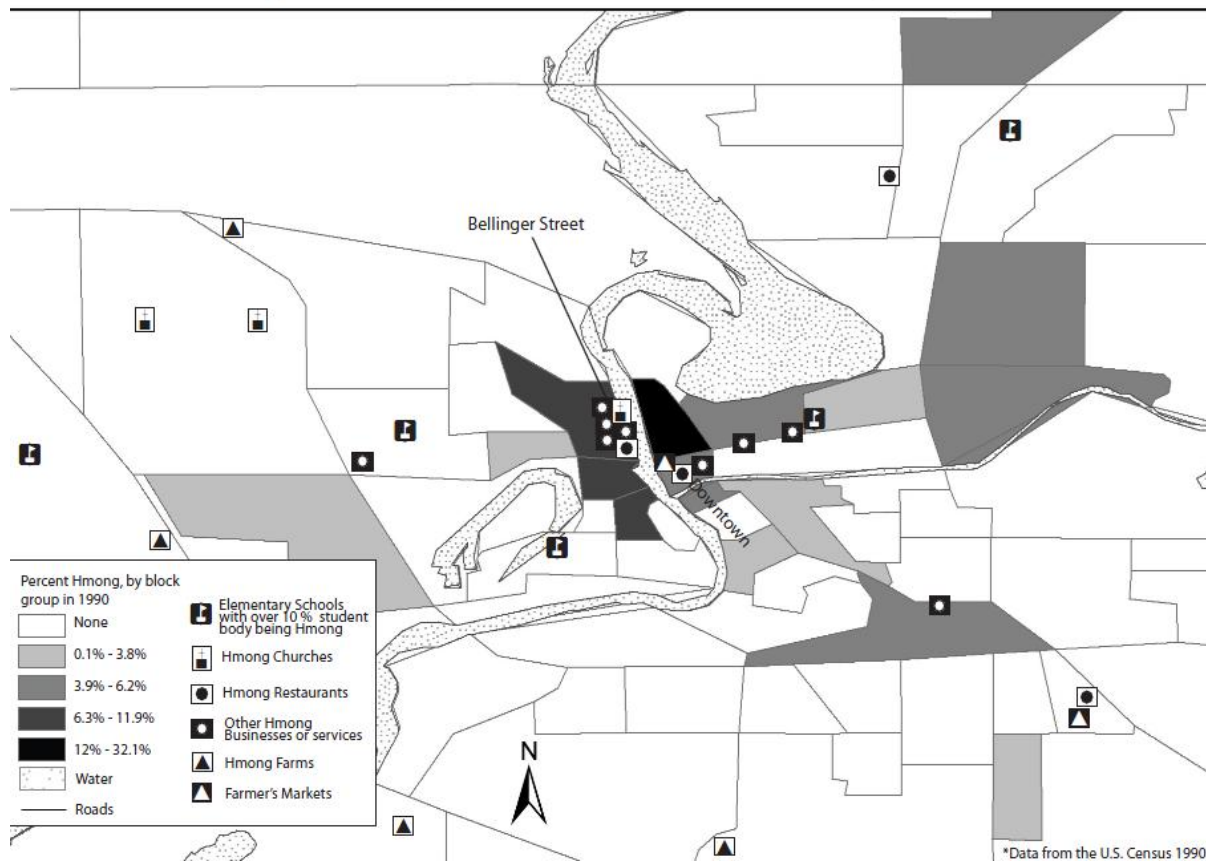 Bellinger Street
Downtown
Percent Hmong, by block
group in 1990
None
0.1% - 3.8%
3.9% - 6.2%
6.3% - 11.9%
12% - 32.1%
Water
Roads
Elementary Schools
with over 10 % student
body being Hmong
Hmong Churches
Hmong Restaurants
Other Hmong
Businesses or services
Hmong Farms
Farmer's Markets
N
*Data from the U.S. Census 1990